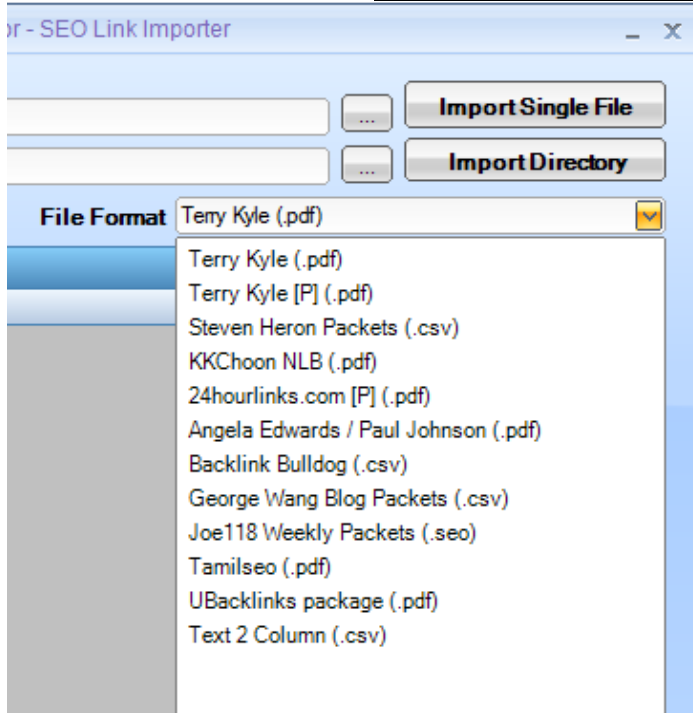 or - SEO Link Importer
...
Import Single File
...
Import Directory
File Format Terry Kyle (.pdf)
Terry Kyle (.pdf)
Terry Kyle [P] (.pdf)
Steven Heron Packets (.csv)
KKChoon NLB (.pdf)
24hourlinks.com [P] (.pdf)
Angela Edwards / Paul Johnson (.pdf)
Backlink Bulldog (.csv)
George Wang Blog Packets (.csv)
Joe118 Weekly Packets (.seo)
Tamilseo (.pdf)
UBacklinks package (.pdf)
Text 2 Column (.csv)